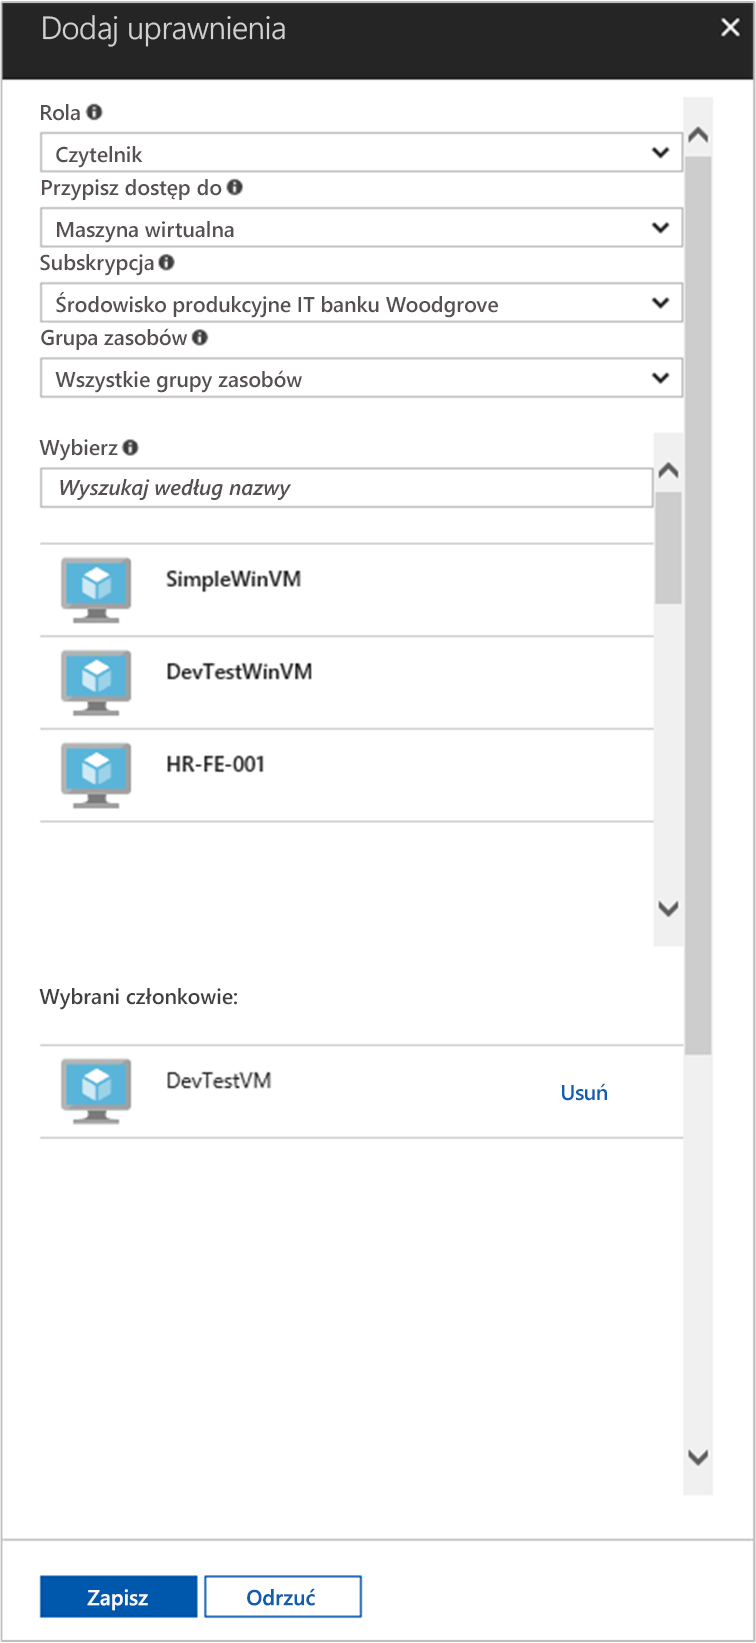 Dodaj uprawnienia
Rola
Czytelnik
Przypisz dostęp do
Maszyna wirtualna
Subskrypcja
Środowisko produkcyjne IT banku Woodgrove
Grupa zasobów
Wszystkie grupy zasobów
Wybierz
Wyszukaj według nazwy
SimpleWinVM
DevTestWinVM
HR-FE-001
Wybrani członkowie:
DevTestVM
Usuń
Zapisz
Odrzuć